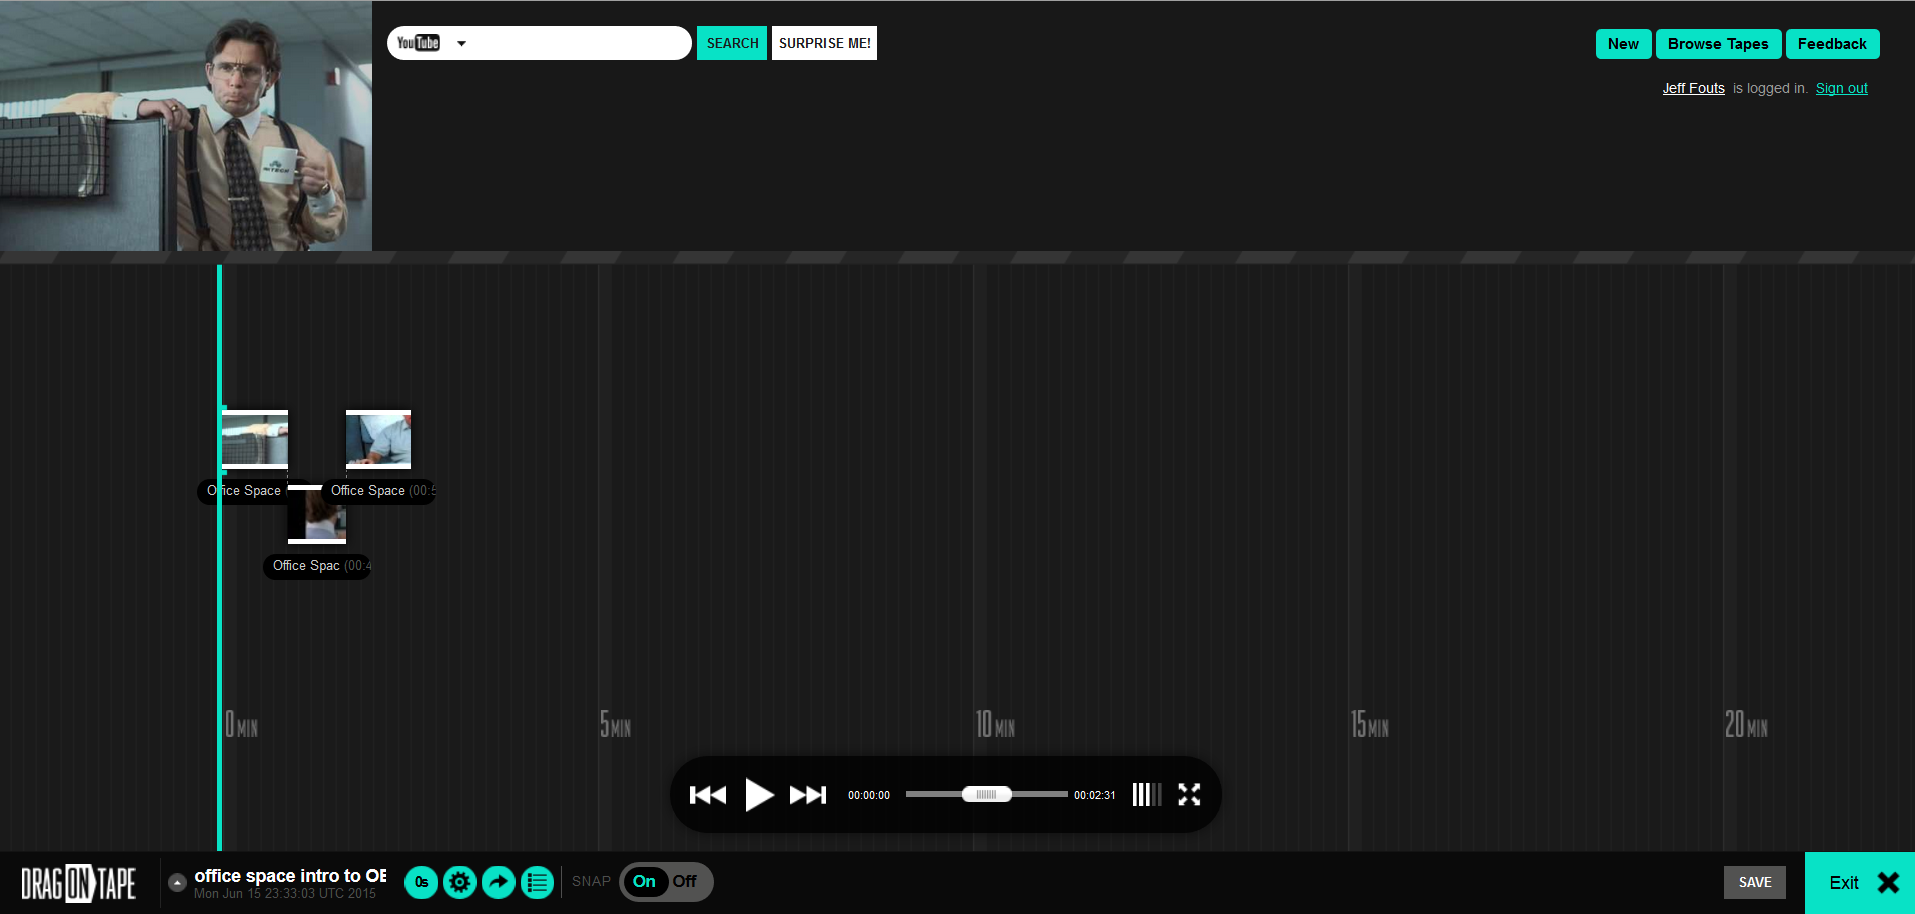 YouTube
SEARCH
SURPRISE ME!
New
Browse Tapes
Feedback
Jeff Fouts is logged in. Sign out
Office Space (
Office Space (00:5
Office Spac (00:4
0 MIN
5 MIN
10 MIN
15 MIN
20 MIN
00:00:00
00:02:31
DRAGONTAPE
office space intro to OE
Mon Jun 15 23:33:03 UTC 2015
0s
SNAP
On
Off
SAVE
Exit